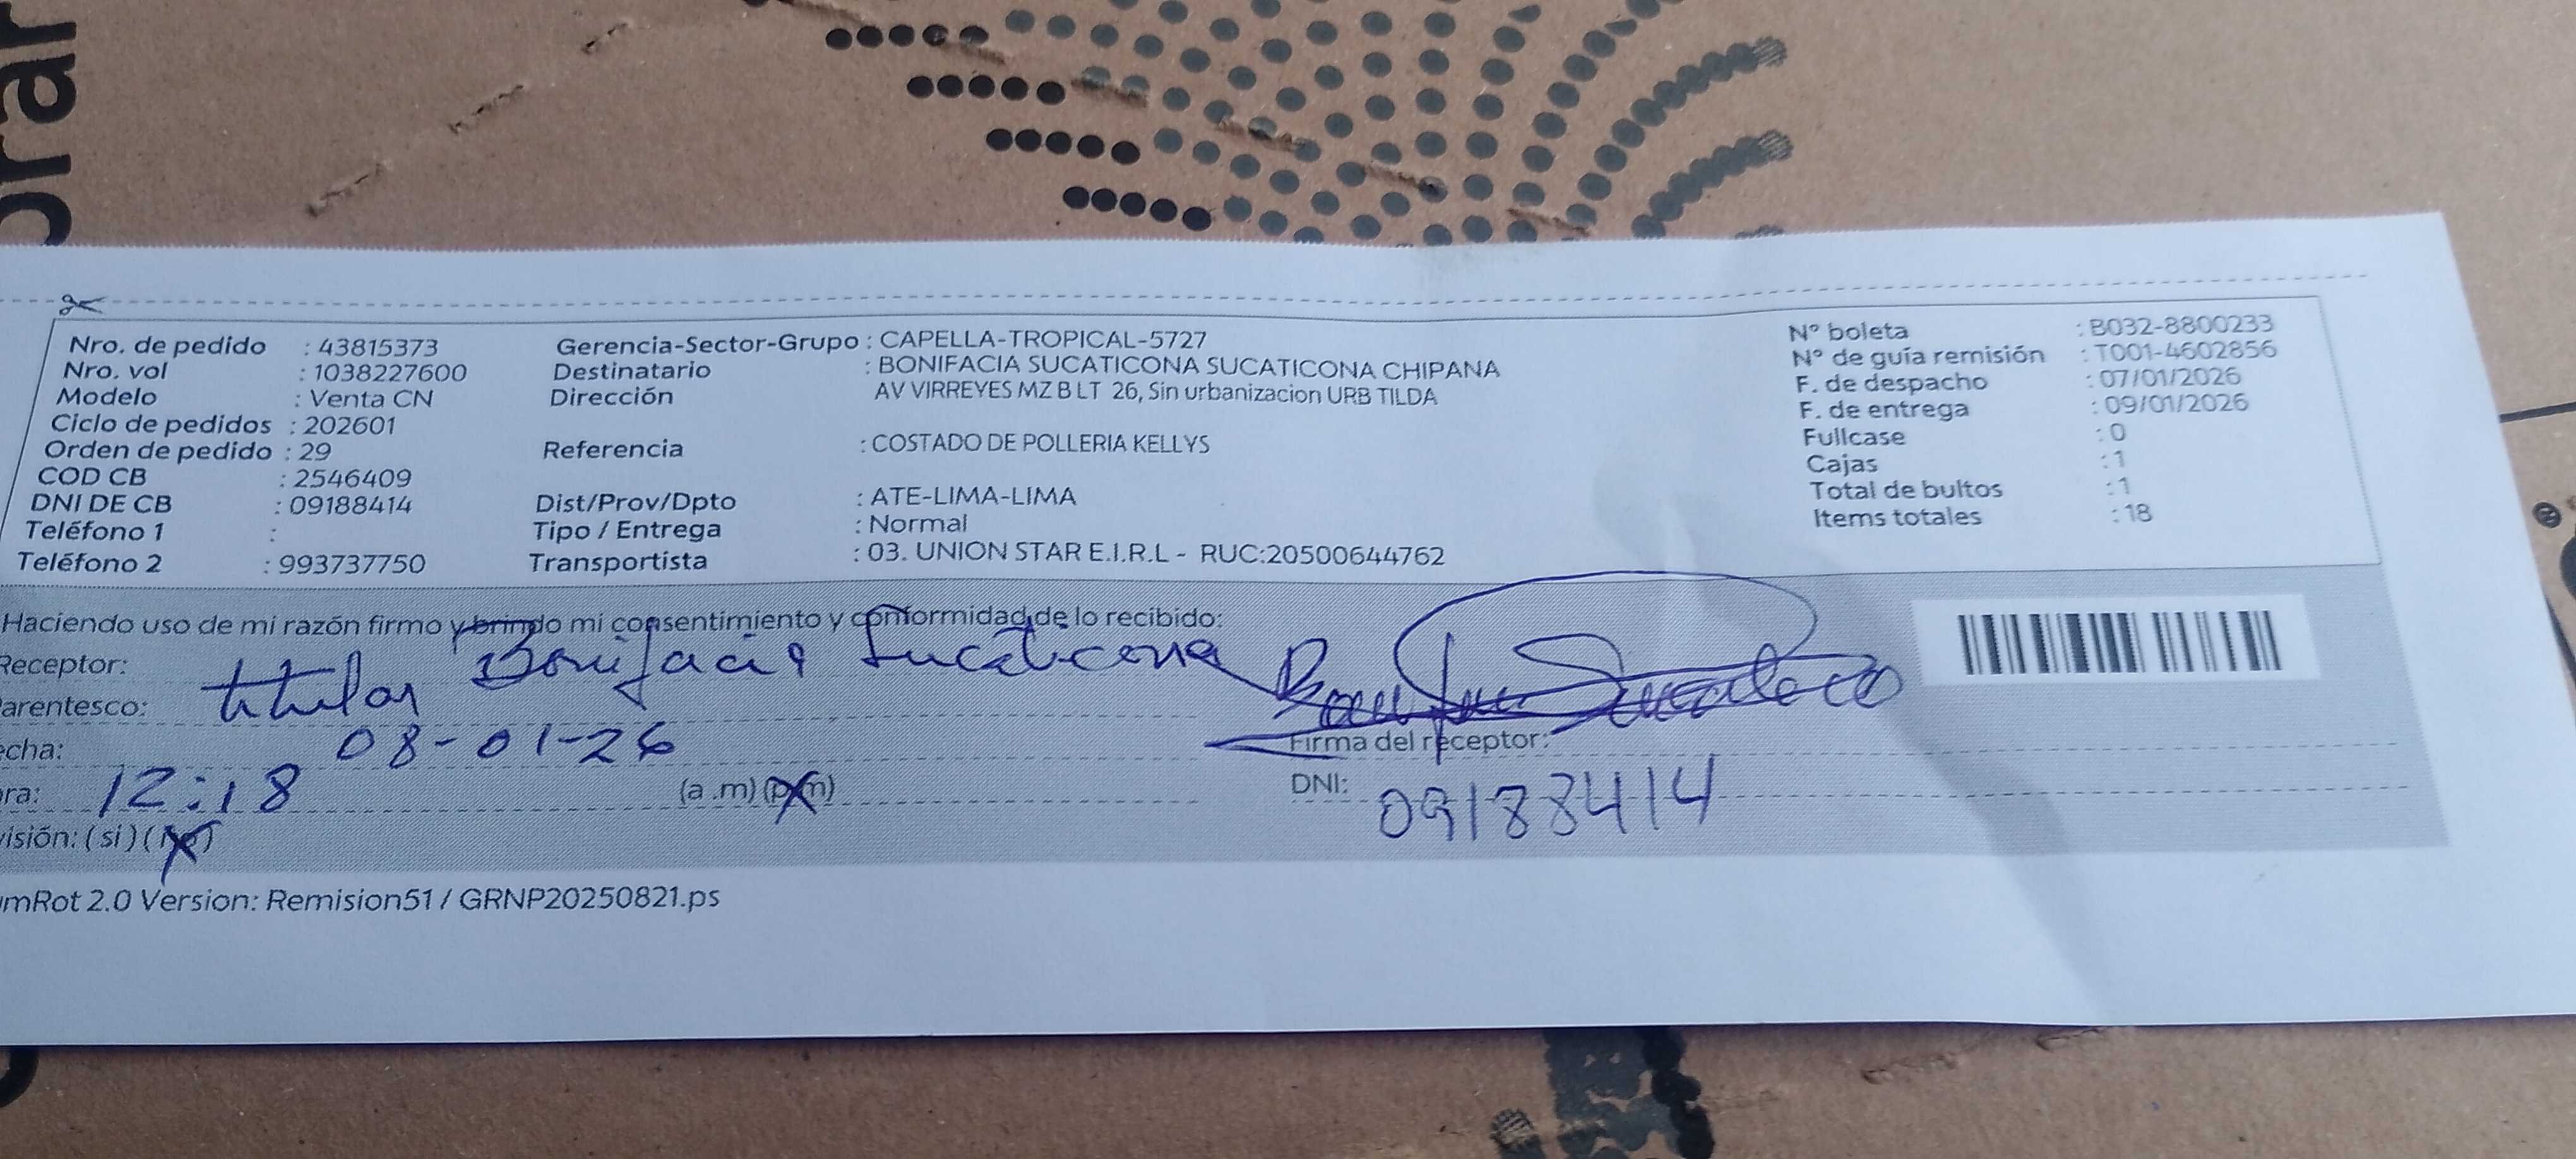 orar
Nro. de pedido : 43815373 Gerencia-Sector-Grupo : CAPELLA-TROPICAL-5727 N° boleta : B032-8800233
Nro. vol : 1038227600 Destinatario : BONIFACIA SUCATICONA SUCATICONA CHIPANA N° de guía remisión : T001-4602856
Modelo : Venta CN Dirección AV VIRREYES MZ B LT 26, Sin urbanizacion URB TILDA F. de despacho : 07/01/2026
Ciclo de pedidos : 202601 F. de entrega : 09/01/2026
Orden de pedido : 29 Referencia : COSTADO DE POLLERIA KELLYS Fullcase : 0
COD CB : 2546409 Cajas : 1
DNI DE CB : 09188414 Dist/Prov/Dpto : ATE-LIMA-LIMA Total de bultos : 1
Teléfono 1 : Tipo / Entrega : Normal Items totales : 18
Teléfono 2 : 993737750 Transportista : 03. UNION STAR E.I.R.L - RUC:20500644762
Haciendo uso de mi razón firmo y brindo mi consentimiento y conformidad de lo recibido:
Receptor: Bonifacia Sucaticona
arentesco: titular
echa: 08-01-26 Firma del receptor:
ora: 12:18 (a .m) (p.m) DNI: 09188414
visión: ( si ) ( No )
mRot 2.0 Version: Remision51 / GRNP20250821.ps